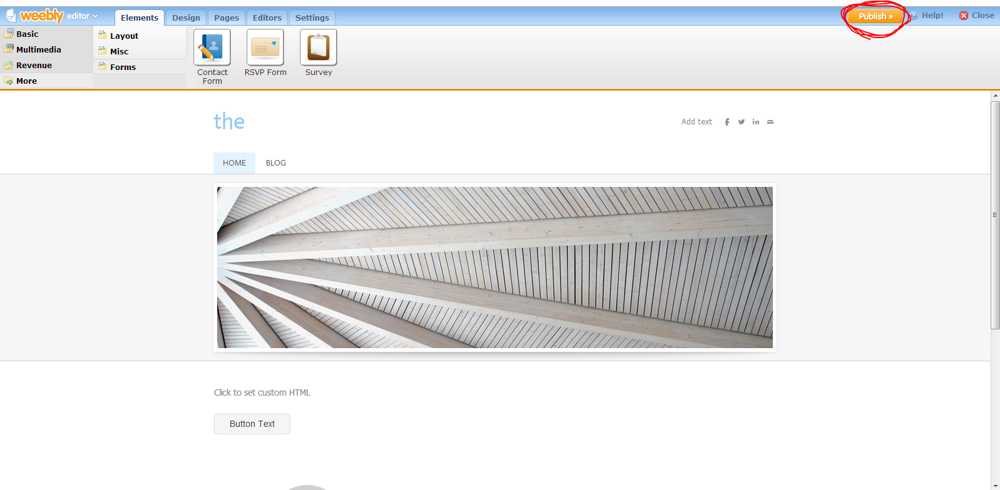 weebly editor Elements Design Pages Editors Settings Publish » Help! Close
Basic
Multimedia
Revenue
More
Layout
Misc
Forms
Contact
Form
RSVP Form
Survey
the
Add text
HOME BLOG
Click to set custom HTML
Button Text